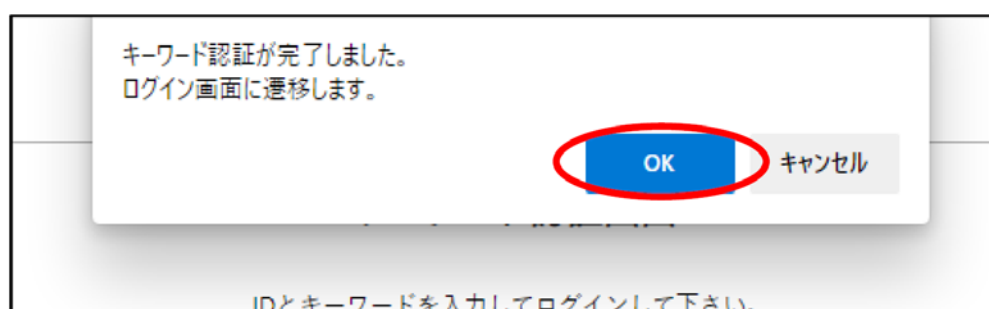 キーワード認証が完了しました。
ログイン画面に遷移します。
OK
キャンセル
IDとキーワードを入力してログインして下さい。